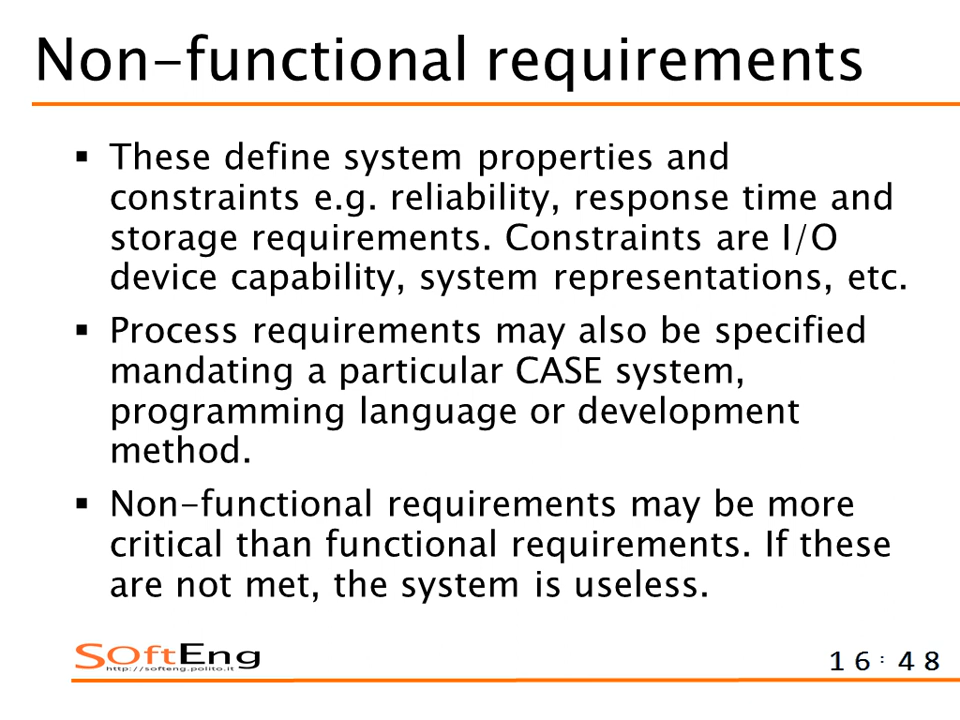 Non-functional requirements
▪ These define system properties and
constraints e.g. reliability, response time and
storage requirements. Constraints are I/O
device capability, system representations, etc.
▪ Process requirements may also be specified
mandating a particular CASE system,
programming language or development
method.
▪ Non-functional requirements may be more
critical than functional requirements. If these
are not met, the system is useless.
SoftEng
http://softeng.polito.it
16:48